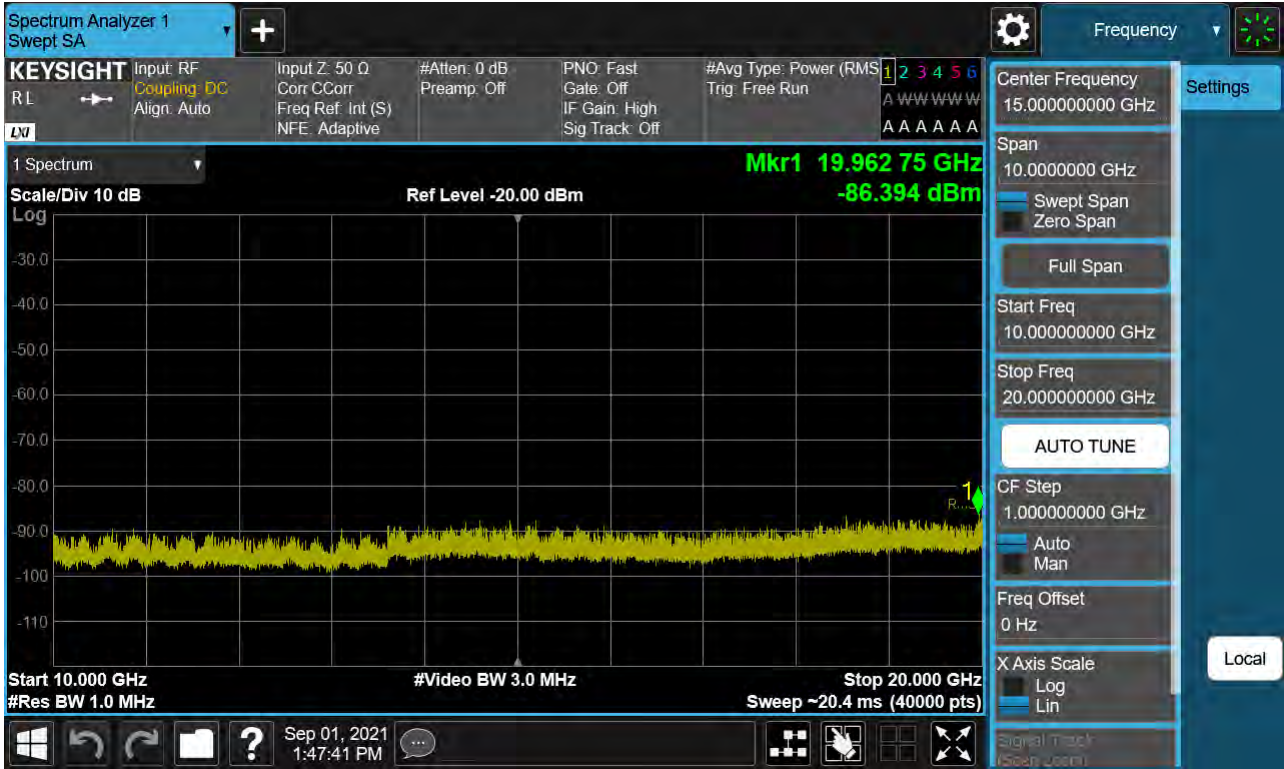 Spectrum Analyzer 1
Swept SA
Frequency
KEYSIGHT
R L
LXI
Input: RF
Coupling: DC
Align: Auto
Input Z: 50 Ω
Corr CCorr
Freq Ref: Int (S)
NFE: Adaptive
#Atten: 0 dB
Preamp: Off
PNO: Fast
Gate: Off
IF Gain: High
Sig Track: Off
#Avg Type: Power (RMS
Trig: Free Run
1 2 3 4 5 6
A W W W W W
A A A A A A
1 Spectrum
Scale/Div 10 dB
Log
Ref Level -20.00 dBm
Mkr1 19.962 75 GHz
-86.394 dBm
-30.0
-40.0
-50.0
-60.0
-70.0
-80.0
-90.0
-100
-110
1
Start 10.000 GHz
#Res BW 1.0 MHz
#Video BW 3.0 MHz
Stop 20.000 GHz
Sweep ~20.4 ms (40000 pts)
Center Frequency
15.000000000 GHz
Span
10.0000000 GHz
Swept Span
Zero Span
Full Span
Start Freq
10.000000000 GHz
Stop Freq
20.000000000 GHz
AUTO TUNE
CF Step
1.000000000 GHz
Auto
Man
Freq Offset
0 Hz
X Axis Scale
Log
Lin
Signal Track
(Span Zoom)
Settings
Local
?
Sep 01, 2021
1:47:41 PM